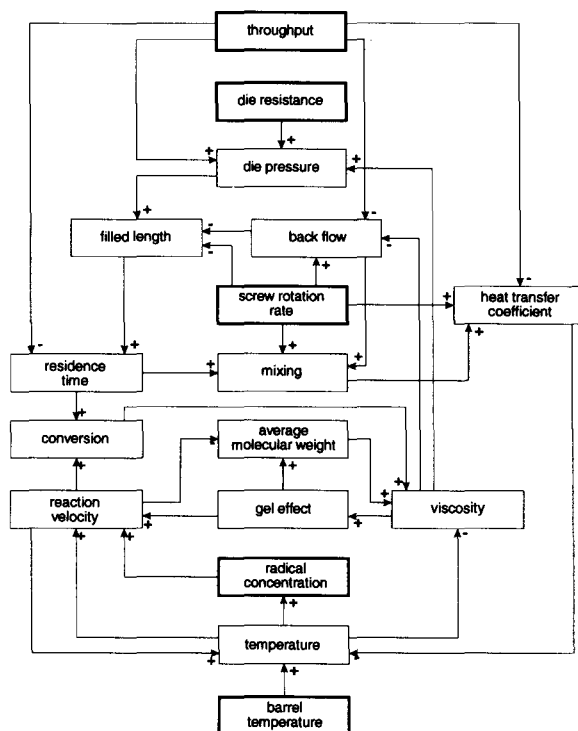 throughput
die resistance
+
+
die pressure
+
+
-
-
filled length
-
back flow
-
-
+
screw rotation
rate
+
heat transfer
coefficient
-
+
+
+
+
residence
time
+
mixing
+
conversion
+
average
molecular weight
-
+
+
+
+
reaction
velocity
+
gel effect
+
viscosity
+
+
-
radical
concentration
+
temperature
+
-
+
barrel
temperature